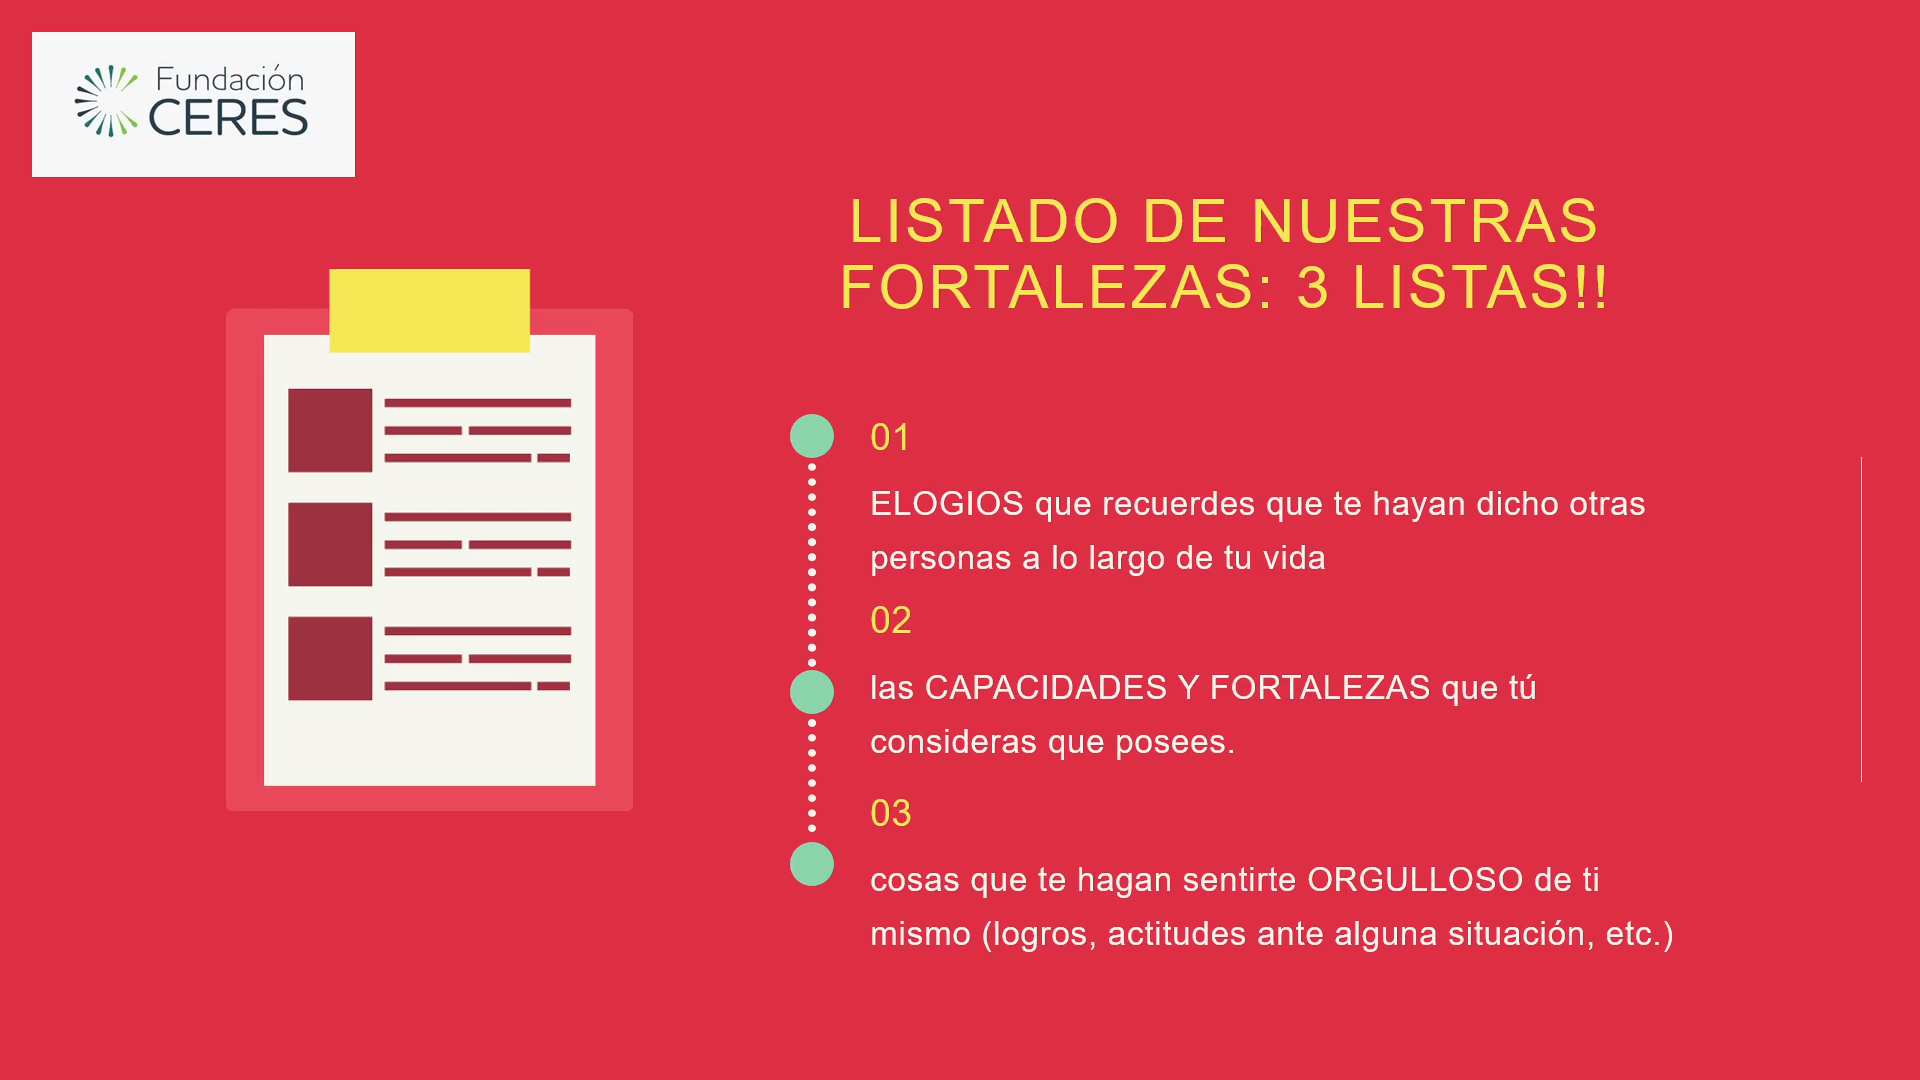 Fundación
CERES
LISTADO DE NUESTRAS
FORTALEZAS: 3 LISTAS!!
01
ELOGIOS que recuerdes que te hayan dicho otras
personas a lo largo de tu vida
02
las CAPACIDADES Y FORTALEZAS que tú
consideras que posees.
03
cosas que te hagan sentirte ORGULLOSO de ti
mismo (logros, actitudes ante alguna situación, etc.)